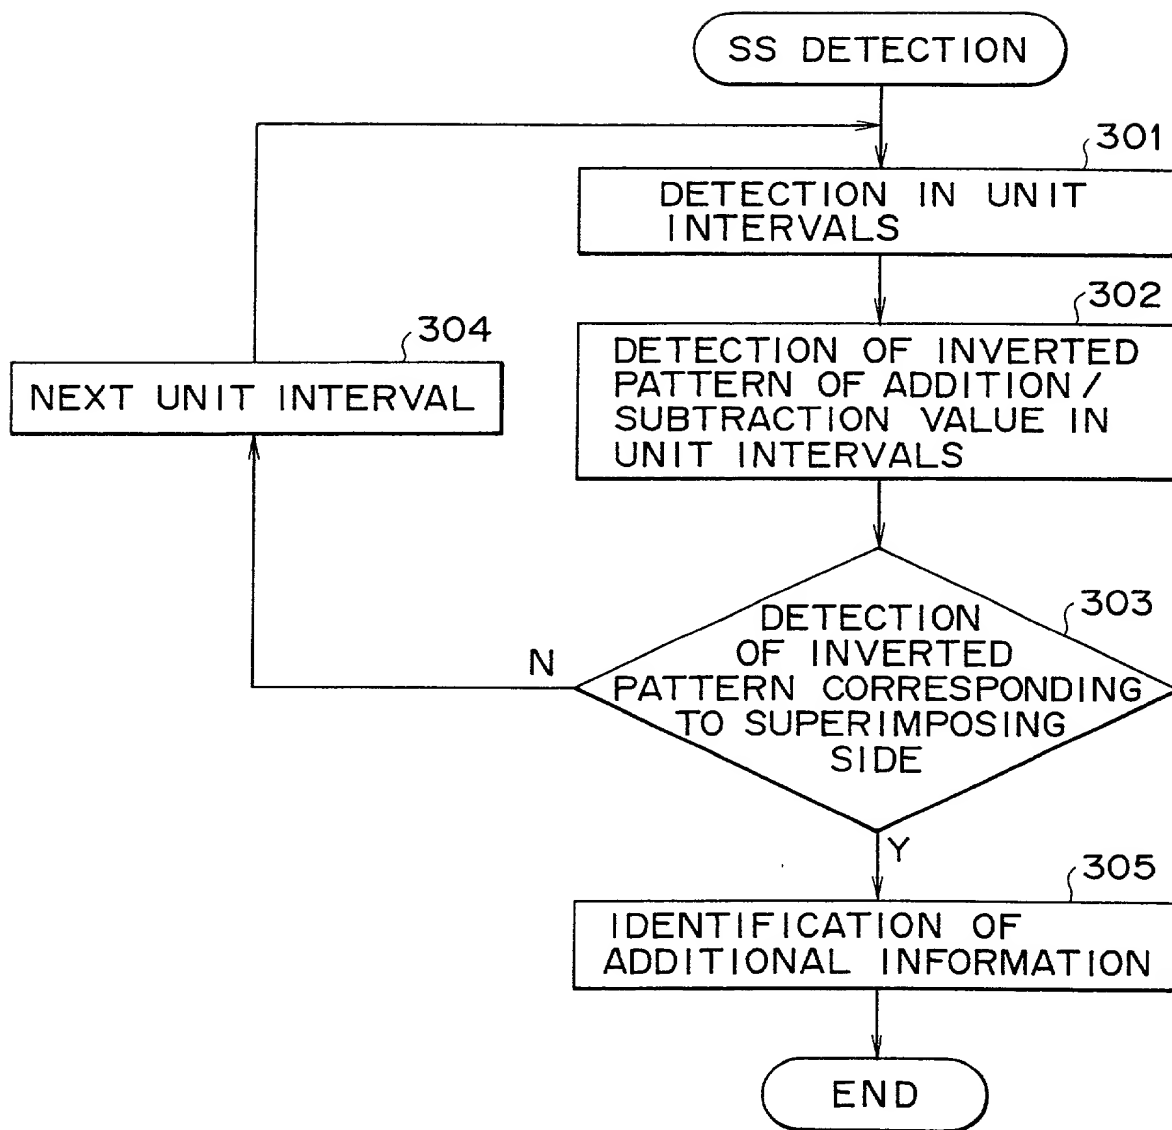 SS DETECTION
301
DETECTION IN UNIT
INTERVALS
302
DETECTION OF INVERTED
PATTERN OF ADDITION/
SUBTRACTION VALUE IN
UNIT INTERVALS
304
NEXT UNIT INTERVAL
303
DETECTION
OF INVERTED
PATTERN CORRESPONDING
TO SUPERIMPOSING
SIDE
N
Y
305
IDENTIFICATION OF
ADDITIONAL INFORMATION
END